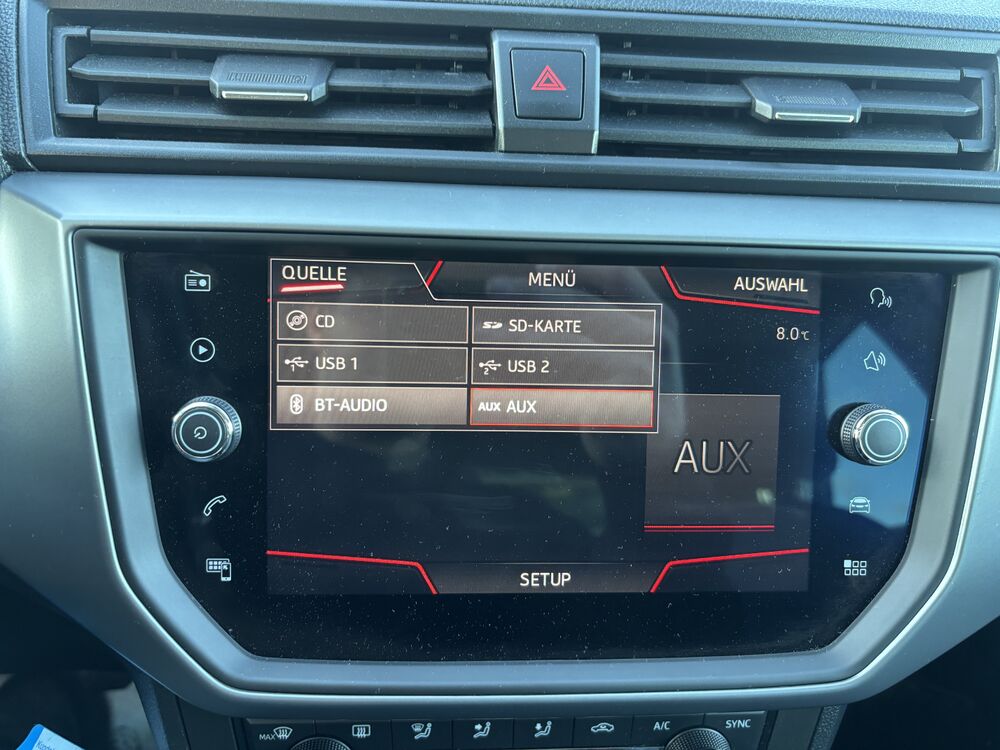 QUELLE
MENÜ
AUSWAHL
CD
SD-KARTE
8.0°C
USB 1
USB 2
BT-AUDIO
AUX AUX
AUX
SETUP
MAX
A/C
SYNC